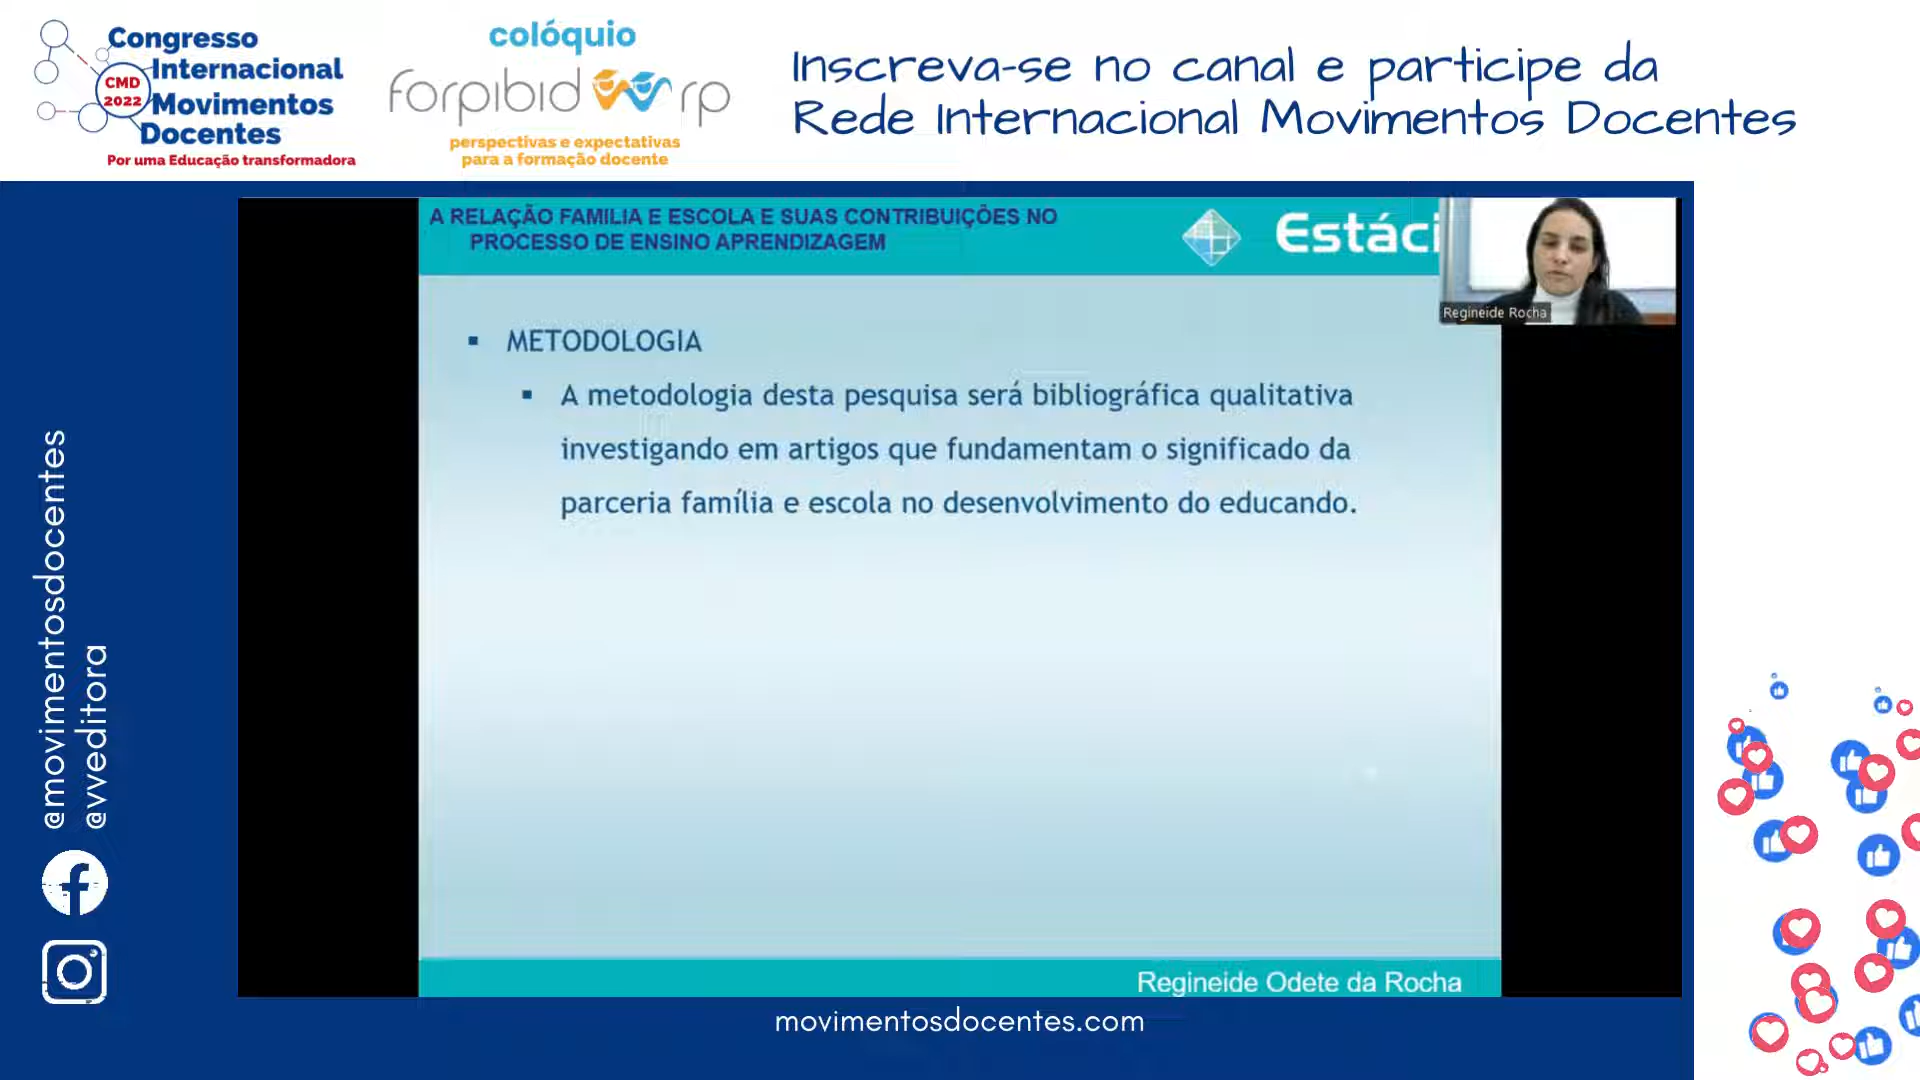 Congresso
Internacional
CMD
2022
Movimentos
Docentes
Por uma Educação transformadora
colóquio
forpibid rp
perspectivas e expectativas
para a formação docente
Inscreva-se no canal e participe da
Rede Internacional Movimentos Docentes
A RELAÇÃO FAMILIA E ESCOLA E SUAS CONTRIBUIÇÕES NO
PROCESSO DE ENSINO APRENDIZAGEM
Estáci
Regineide Rocha
▪ METODOLOGIA
▪ A metodologia desta pesquisa será bibliográfica qualitativa
investigando em artigos que fundamentam o significado da
parceria família e escola no desenvolvimento do educando.
Regineide Odete da Rocha
@movimentosdocentes
@vveditora
movimentosdocentes.com